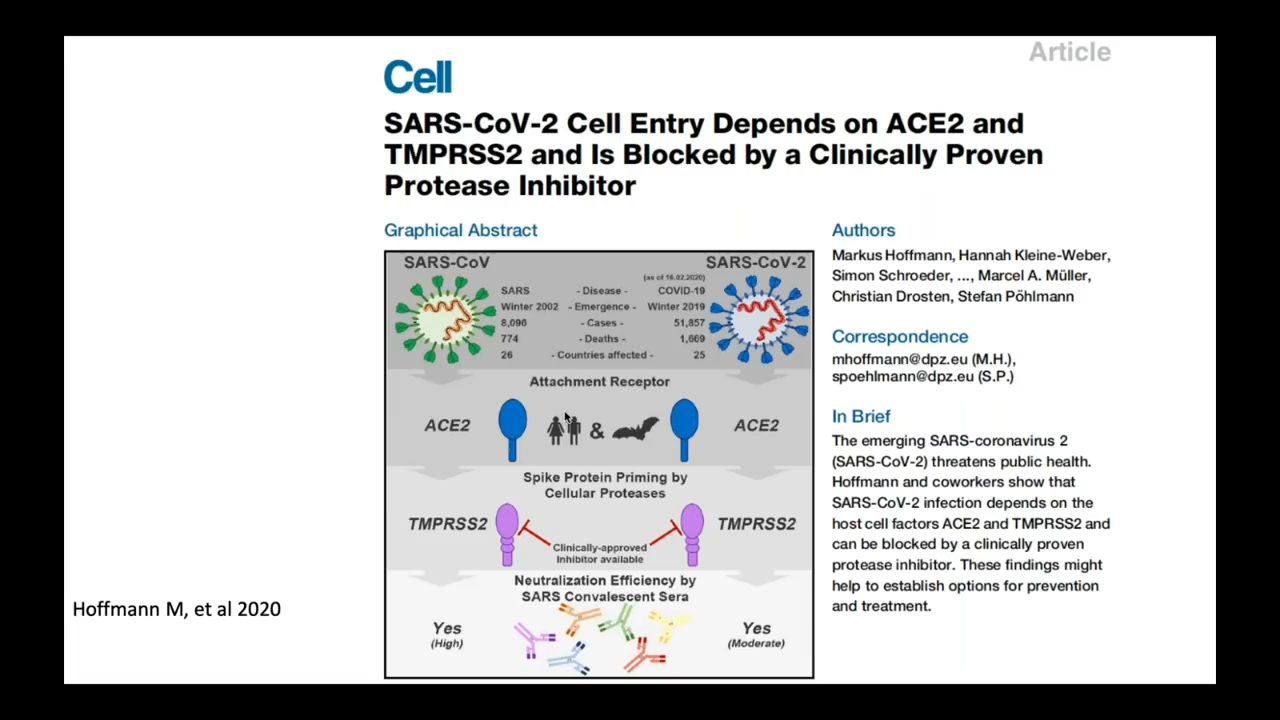 Article
Cell
SARS-CoV-2 Cell Entry Depends on ACE2 and
TMPRSS2 and Is Blocked by a Clinically Proven
Protease Inhibitor
Graphical Abstract
SARS-CoV
SARS-CoV-2
(as of 16.02.2020)
SARS - Disease - COVID-19
Winter 2002 - Emergence - Winter 2019
8,096 - Cases - 51,857
774 - Deaths - 1,669
26 - Countries affected - 25
Attachment Receptor
ACE2 & ACE2
Spike Protein Priming by
Cellular Proteases
TMPRSS2 TMPRSS2
Clinically-approved
Inhibitor available
Neutralization Efficiency by
SARS Convalescent Sera
Yes
(High)
Yes
(Moderate)
Authors
Markus Hoffmann, Hannah Kleine-Weber,
Simon Schroeder, ..., Marcel A. Müller,
Christian Drosten, Stefan Pöhlmann
Correspondence
mhoffmann@dpz.eu (M.H.),
spoehlmann@dpz.eu (S.P.)
In Brief
The emerging SARS-coronavirus 2
(SARS-CoV-2) threatens public health.
Hoffmann and coworkers show that
SARS-CoV-2 infection depends on the
host cell factors ACE2 and TMPRSS2 and
can be blocked by a clinically proven
protease inhibitor. These findings might
help to establish options for prevention
and treatment.
Hoffmann M, et al 2020